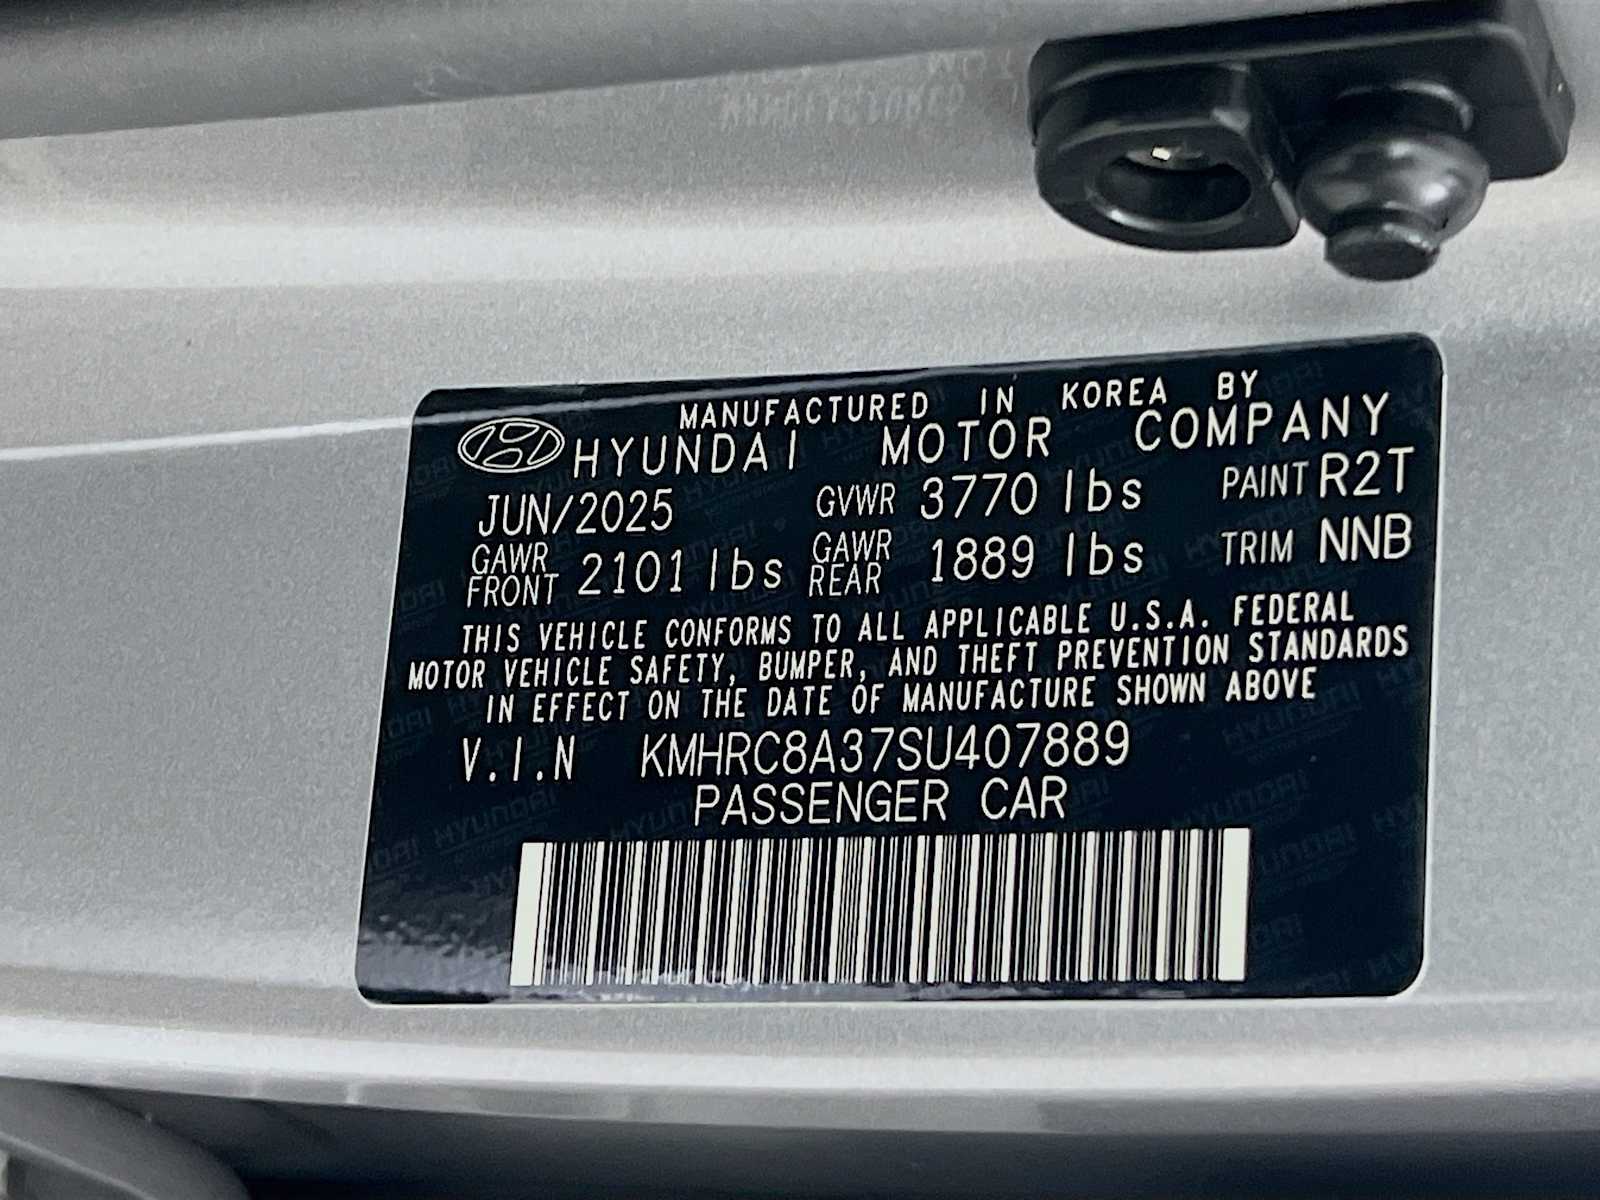 MANUFACTURED IN KOREA BY
HYUNDAI MOTOR COMPANY
JUN/2025 GVWR 3770 lbs PAINT R2T
GAWR FRONT 2101 lbs GAWR REAR 1889 lbs TRIM NNB
THIS VEHICLE CONFORMS TO ALL APPLICABLE U.S.A. FEDERAL
MOTOR VEHICLE SAFETY, BUMPER, AND THEFT PREVENTION STANDARDS
IN EFFECT ON THE DATE OF MANUFACTURE SHOWN ABOVE
V.I.N KMHRC8A37SU407889
PASSENGER CAR